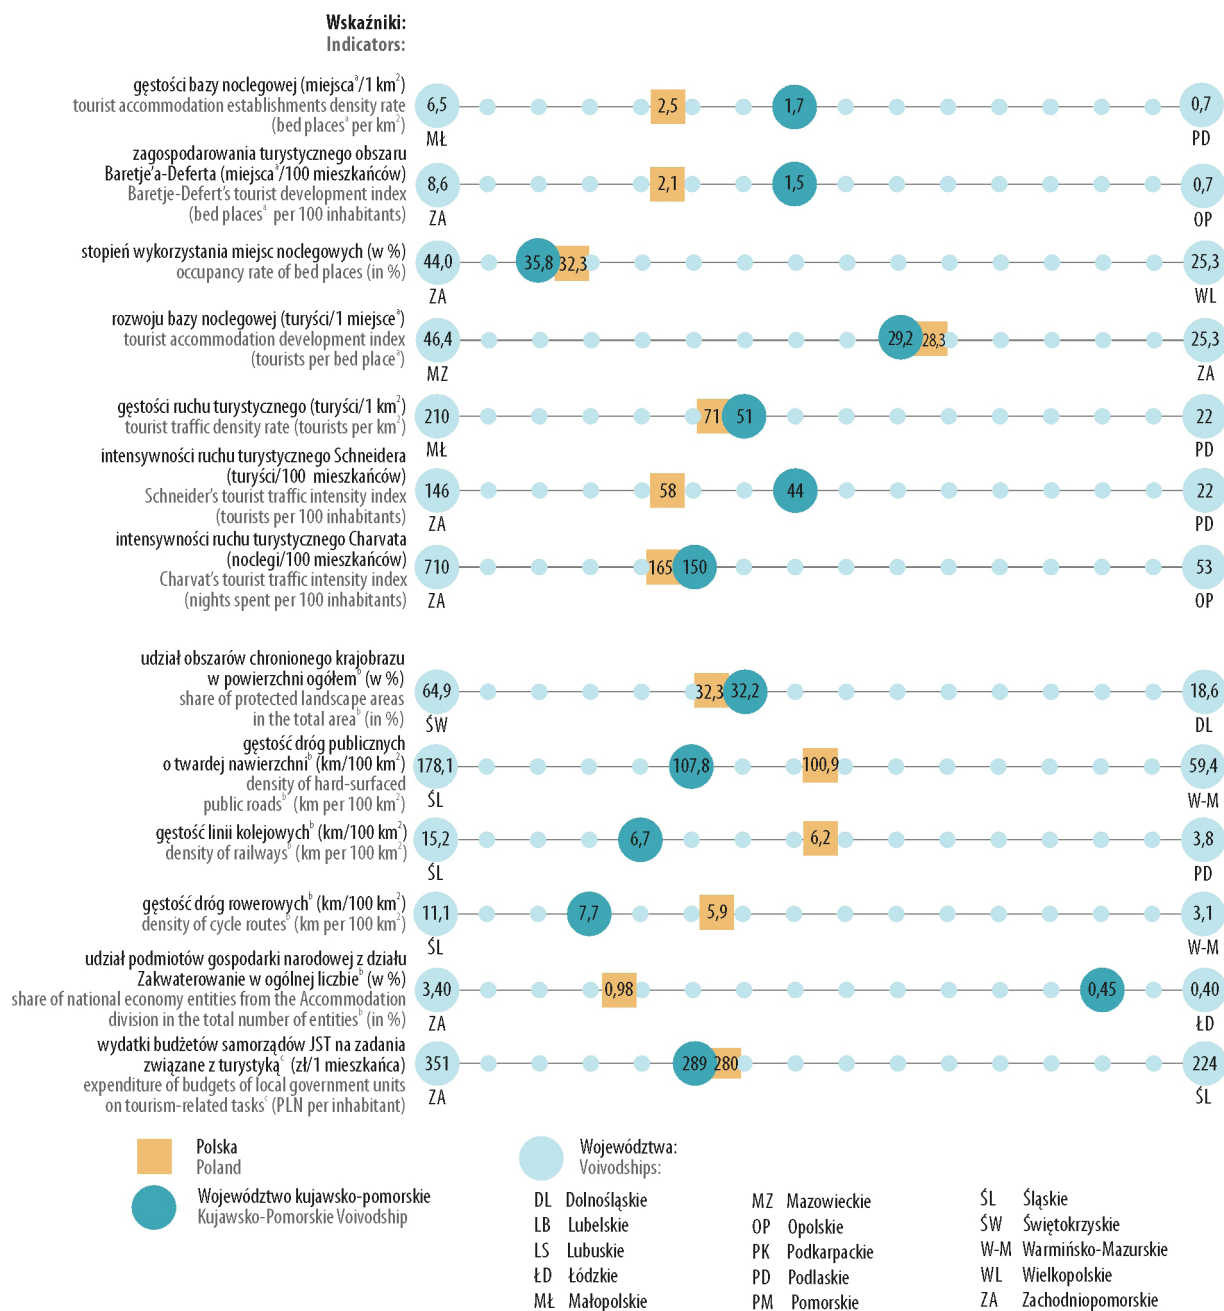 Wskaźniki:
Indicators:
gęstości bazy noclegowej (miejscaᵃ/1 km²)
tourist accommodation establishments density rate
(bed placesᵃ per km²)
6,5
2,5
1,7
0,7
MŁ
PD
zagospodarowania turystycznego obszaru
Baretje'a-Deferta (miejscaᵃ/100 mieszkańców)
Baretje-Defert's tourist development index
(bed placesᵃ per 100 inhabitants)
8,6
2,1
1,5
0,7
ZA
OP
stopień wykorzystania miejsc noclegowych (w %)
occupancy rate of bed places (in %)
44,0
35,8
32,3
25,3
ZA
WL
rozwoju bazy noclegowej (turyści/1 miejsceᵃ)
tourist accommodation development index
(tourists per bed placeᵃ)
46,4
29,2
28,3
25,3
MZ
ZA
gęstości ruchu turystycznego (turyści/1 km²)
tourist traffic density rate (tourists per km²)
210
71
51
22
MŁ
PD
intensywności ruchu turystycznego Schneidera
(turyści/100 mieszkańców)
Schneider's tourist traffic intensity index
(tourists per 100 inhabitants)
146
58
44
22
ZA
PD
intensywności ruchu turystycznego Charvata
(noclegi/100 mieszkańców)
Charvat's tourist traffic intensity index
(nights spent per 100 inhabitants)
710
165
150
53
ZA
OP
udział obszarów chronionego krajobrazu
w powierzchni ogółemᵇ (w %)
share of protected landscape areas
in the total areaᵇ (in %)
64,9
32,3
32,2
18,6
ŚW
DL
gęstość dróg publicznych
o twardej nawierzchniᵇ (km/100 km²)
density of hard-surfaced
public roadsᵇ (km per 100 km²)
178,1
107,8
100,9
59,4
ŚL
W-M
gęstość linii kolejowychᵇ (km/100 km²)
density of railwaysᵇ (km per 100 km²)
15,2
6,7
6,2
3,8
ŚL
PD
gęstość dróg rowerowychᵇ (km/100 km²)
density of cycle routesᵇ (km per 100 km²)
11,1
7,7
5,9
3,1
ŚL
W-M
udział podmiotów gospodarki narodowej z działu
Zakwaterowanie w ogólnej liczbieᵇ (w %)
share of national economy entities from the Accommodation
division in the total number of entitiesᵇ (in %)
3,40
0,98
0,45
0,40
ZA
ŁD
wydatki budżetów samorządów JST na zadania
związane z turystykąᶜ (zł/1 mieszkańca)
expenditure of budgets of local government units
on tourism-related tasksᶜ (PLN per inhabitant)
351
289
280
224
ZA
ŚL
Polska
Poland
Województwo kujawsko-pomorskie
Kujawsko-Pomorskie Voivodship
Województwa:
Voivodships:
DL Dolnośląskie
LB Lubelskie
LS Lubuskie
ŁD Łódzkie
MŁ Małopolskie
MZ Mazowieckie
OP Opolskie
PK Podkarpackie
PD Podlaskie
PM Pomorskie
ŚL Śląskie
ŚW Świętokrzyskie
W-M Warmińsko-Mazurskie
WL Wielkopolskie
ZA Zachodniopomorskie